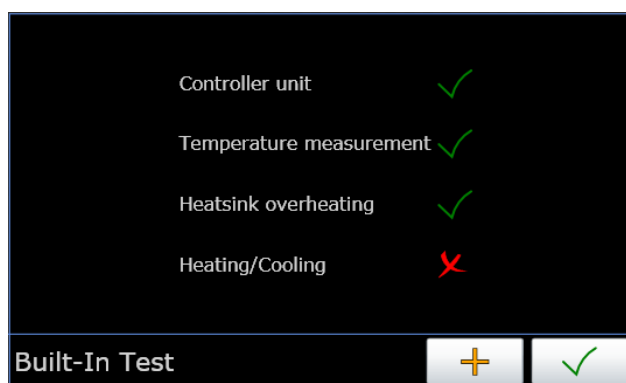 Controller unit
Temperature measurement
Heatsink overheating
Heating/Cooling
Built-In Test